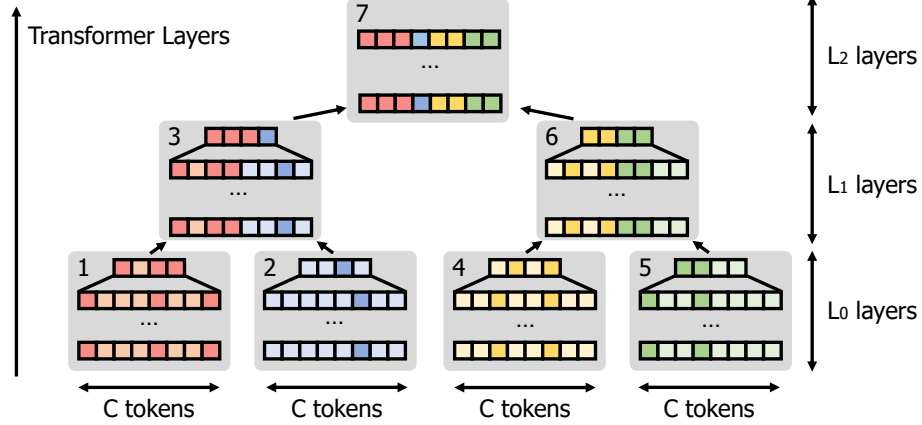 7
Transformer Layers
L2 layers
...
3
6
L1 layers
...
...
1
2
4
5
L0 layers
...
...
...
...
C tokens
C tokens
C tokens
C tokens